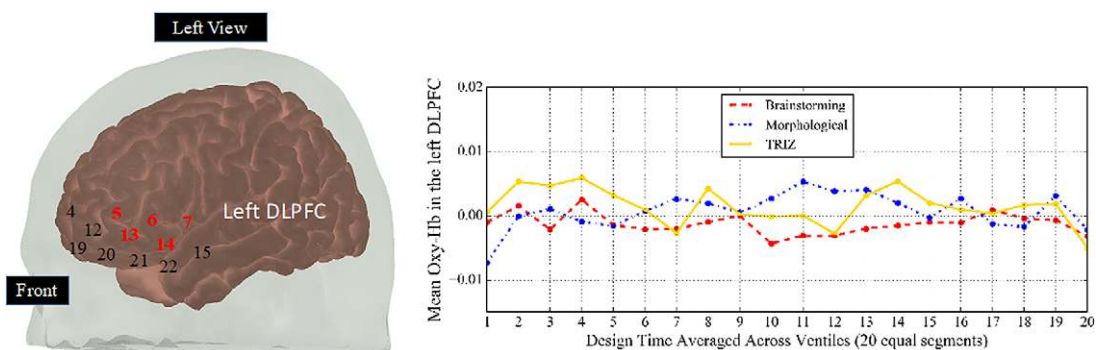 Left View
Left DLPFC
4
5
6
7
12
13
14
15
19
20
21
22
Front
Mean Oxy-Hb in the left DLPFC
0.02
0.01
0.00
−0.01
Brainstorming
Morphological
TRIZ
1 2 3 4 5 6 7 8 9 10 11 12 13 14 15 16 17 18 19 20
Design Time Averaged Across Ventiles (20 equal segments)